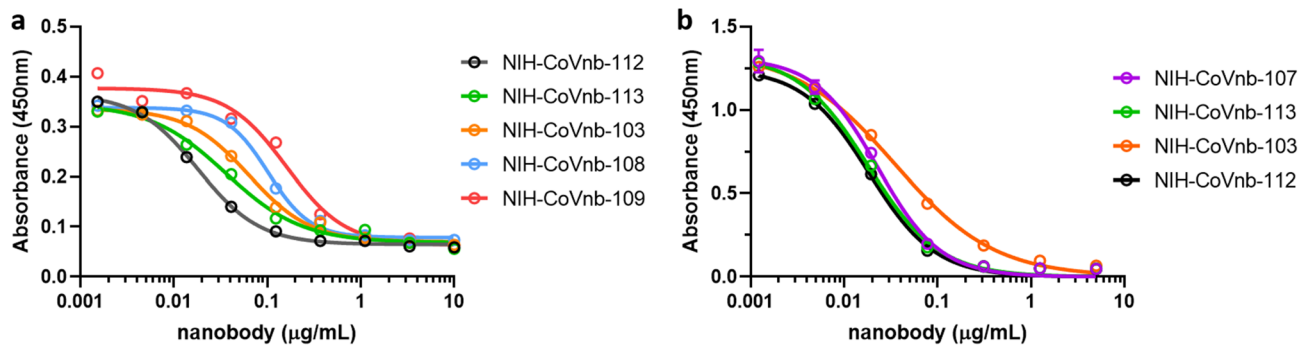 a
Absorbance (450nm)
0.5
0.4
0.3
0.2
0.1
0.0
0.001
0.01
0.1
1
10
nanobody (μg/mL)
NIH-CoVnb-112
NIH-CoVnb-113
NIH-CoVnb-103
NIH-CoVnb-108
NIH-CoVnb-109
b
Absorbance (450nm)
1.5
1.0
0.5
0.0
0.001
0.01
0.1
1
10
nanobody (μg/mL)
NIH-CoVnb-107
NIH-CoVnb-113
NIH-CoVnb-103
NIH-CoVnb-112